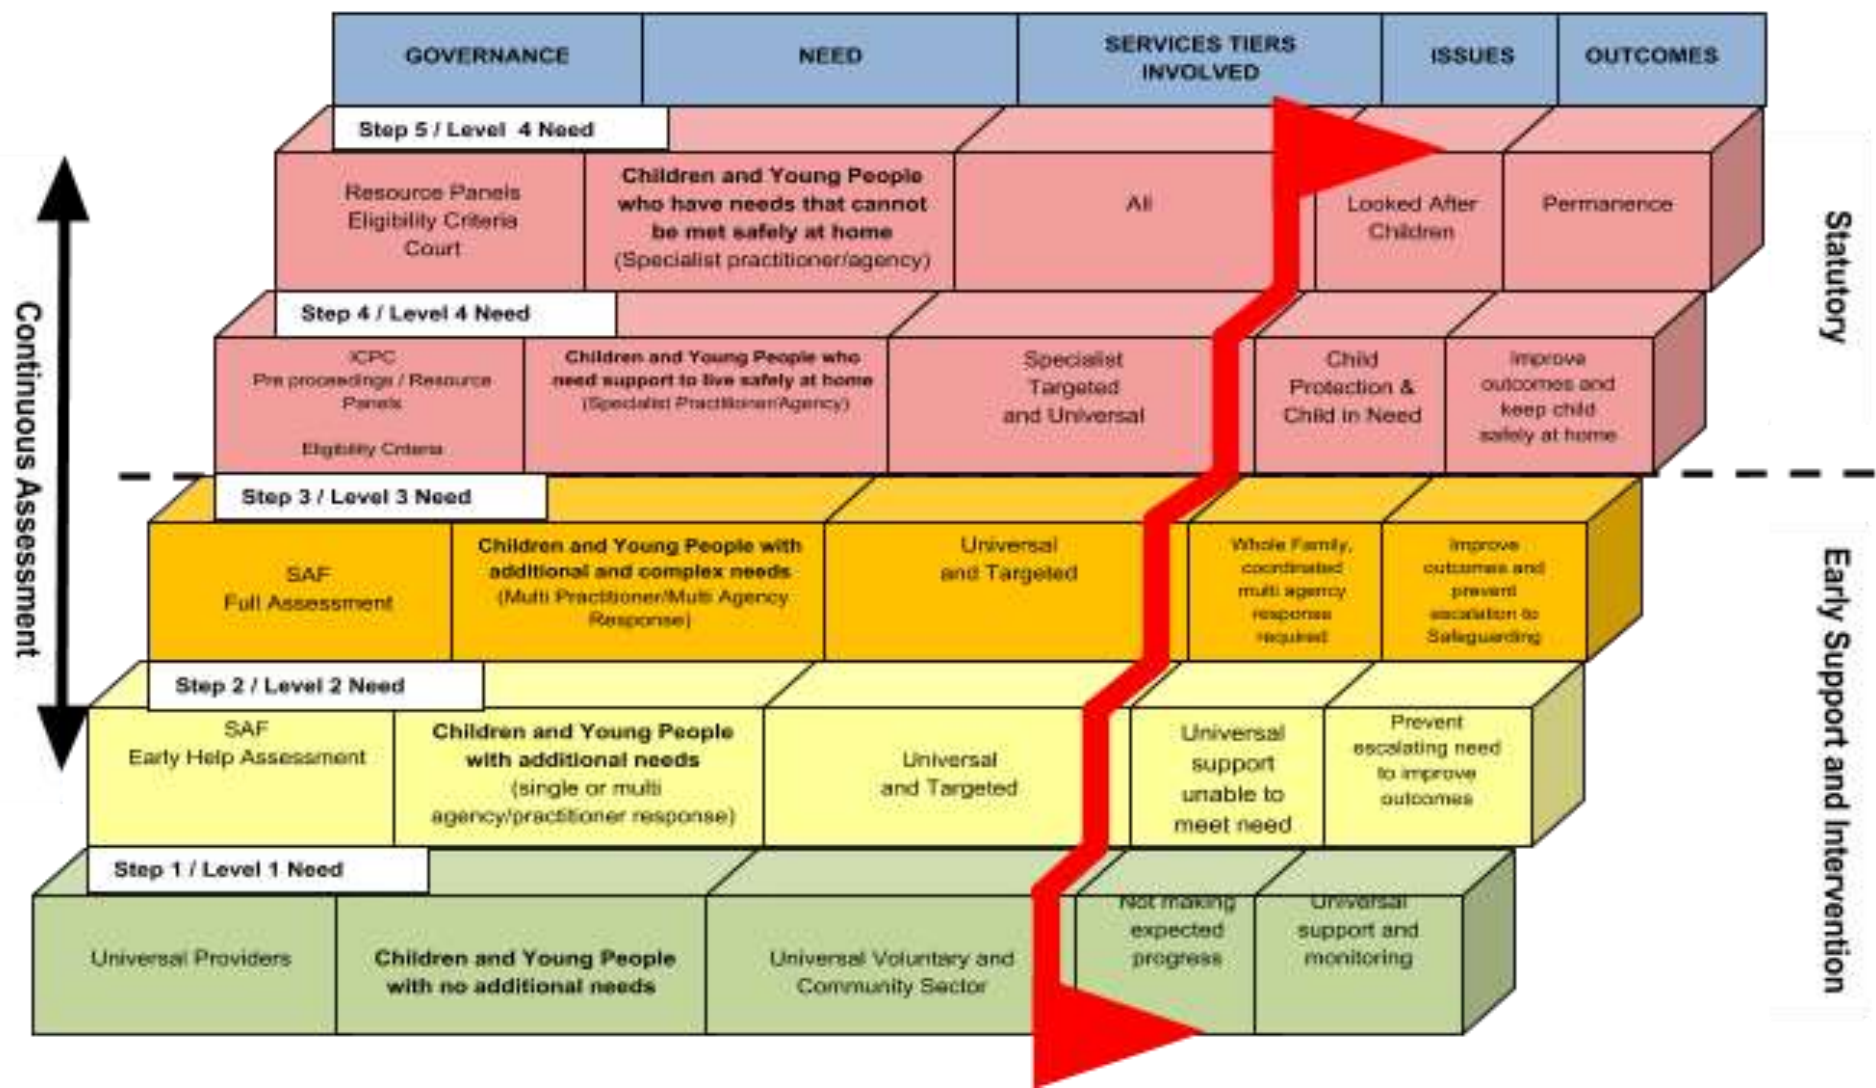 GOVERNANCE
NEED
SERVICES TIERS
INVOLVED
ISSUES
OUTCOMES
Step 5 / Level 4 Need
Resource Panels
Eligibility Criteria
Court
Children and Young People
who have needs that cannot
be met safely at home
(Specialist practitioner/agency)
All
Looked After
Children
Permanence
Step 4 / Level 4 Need
ICPC
Pre proceedings / Resource
Panels
Eligibility Criteria
Children and Young People who
need support to live safely at home
(Specialist Practitioner/Agency)
Specialist
Targeted
and Universal
Child
Protection &
Child in Need
Improve
outcomes and
keep child
safely at home
Step 3 / Level 3 Need
SAF
Full Assessment
Children and Young People with
additional and complex needs
(Multi Practitioner/Multi Agency
Response)
Universal
and Targeted
Whole Family,
coordinated
multi agency
response
required
Improve
outcomes and
prevent
escalation to
Safeguarding
Step 2 / Level 2 Need
SAF
Early Help Assessment
Children and Young People
with additional needs
(single or multi
agency/practitioner response)
Universal
and Targeted
Universal
support
unable to
meet need
Prevent
escalating need
to improve
outcomes
Step 1 / Level 1 Need
Universal Providers
Children and Young People
with no additional needs
Universal Voluntary and
Community Sector
Not making
expected
progress
Universal
support and
monitoring
Continuous Assessment
Statutory
Early Support and Intervention